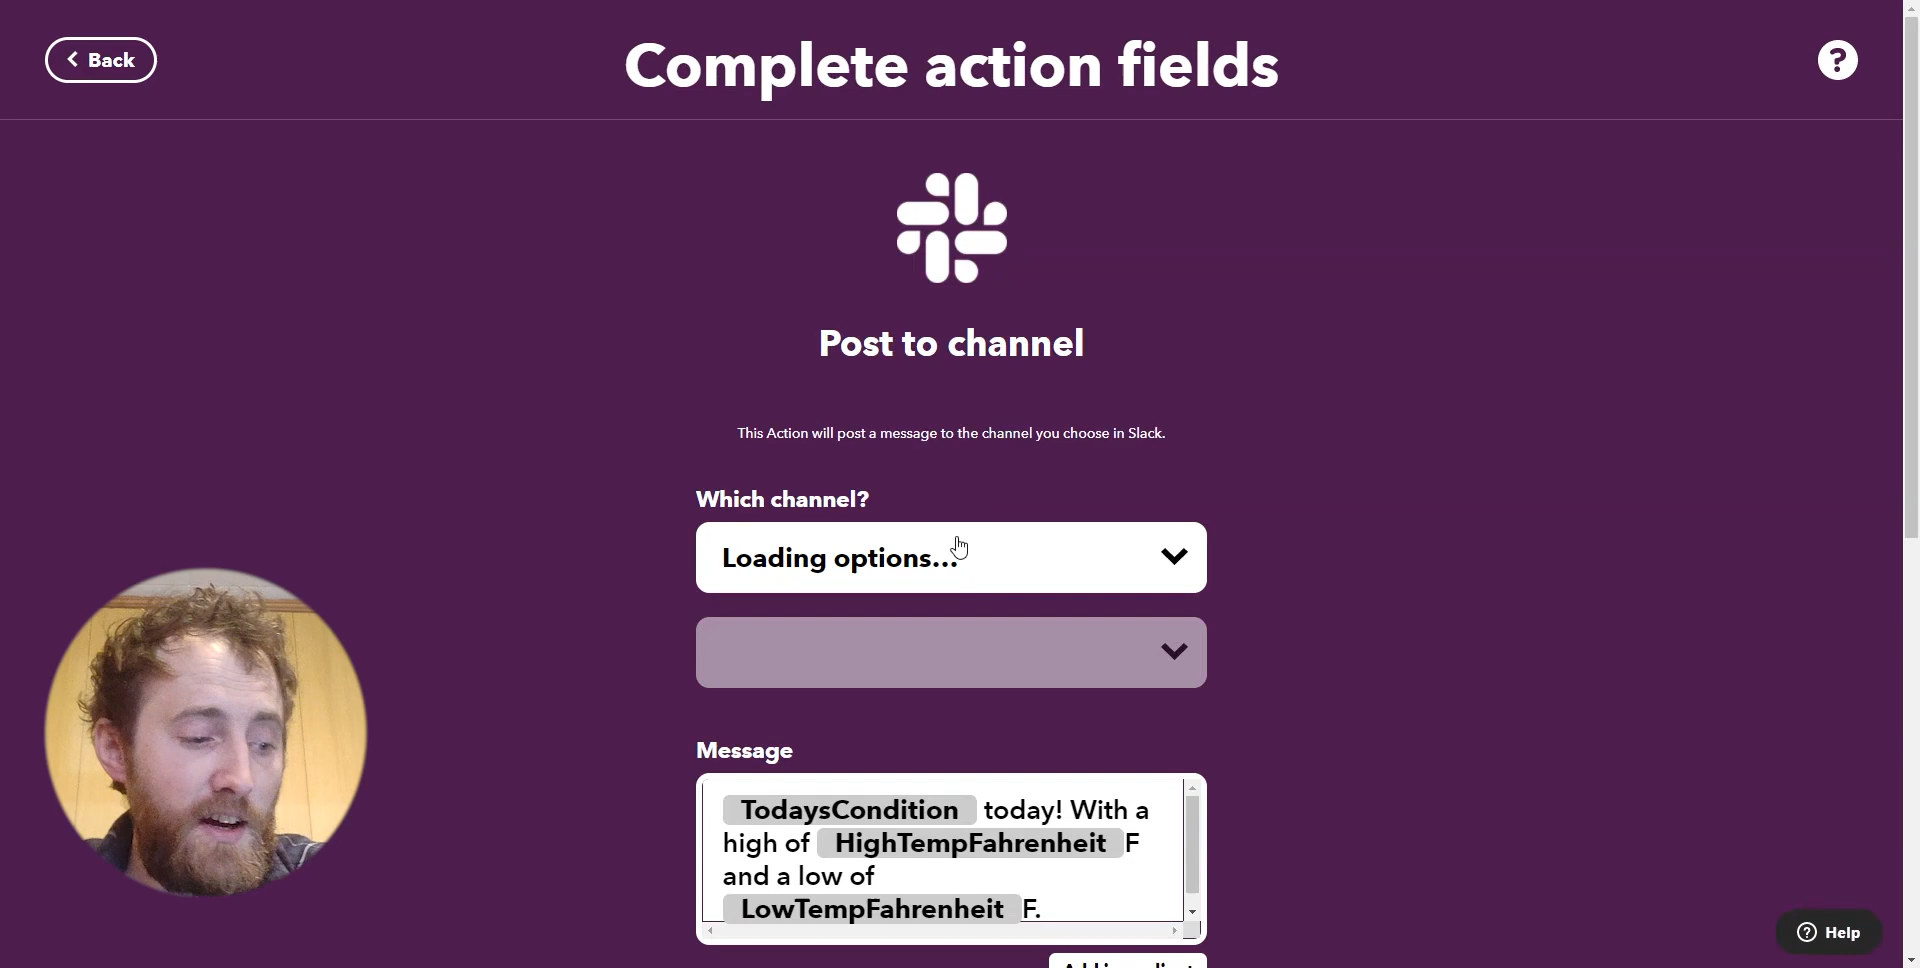 Back
Complete action fields
?
Post to channel
This Action will post a message to the channel you choose in Slack.
Which channel?
Loading options...
Message
TodaysCondition today! With a
high of HighTempFahrenheit F
and a low of
LowTempFahrenheit F.
? Help